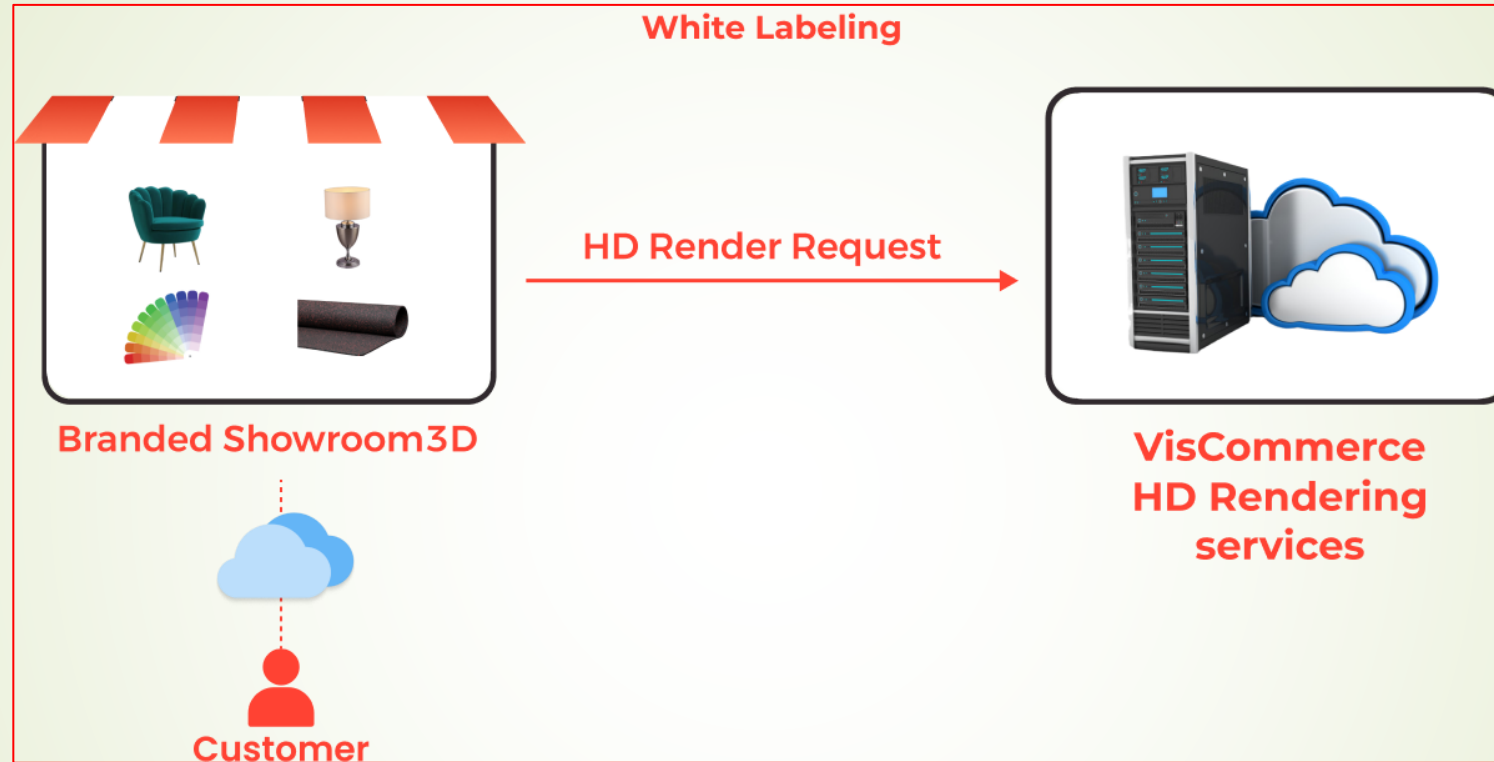 White Labeling
HD Render Request
Branded Showroom3D
VisCommerce
HD Rendering
services
Customer